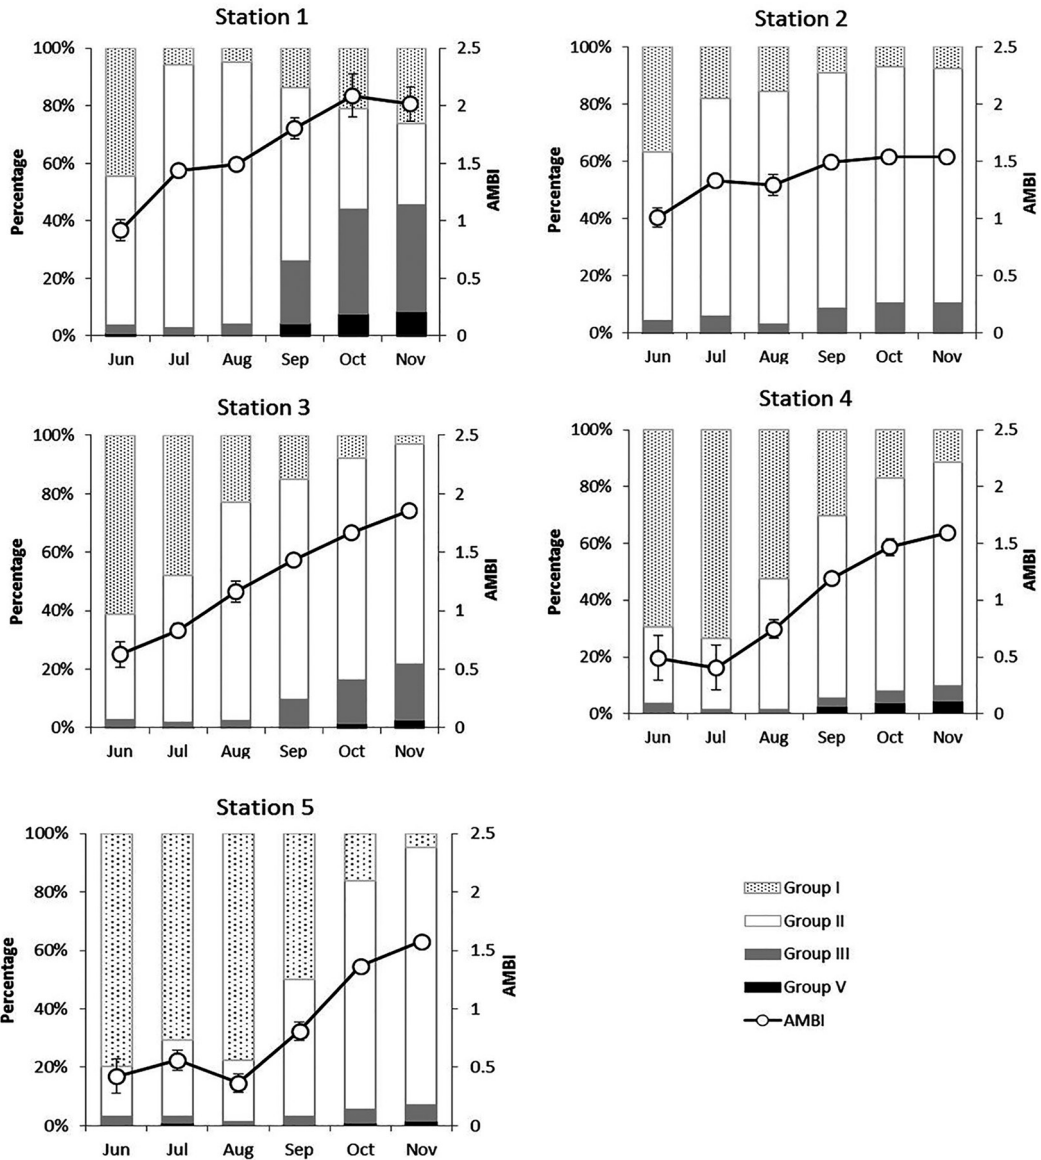 Station 1
100%
80%
60%
40%
20%
0%
Percentage
2.5
2
1.5
1
0.5
0
AMBI
Jun Jul Aug Sep Oct Nov
Station 2
100%
80%
60%
40%
20%
0%
Percentage
2.5
2
1.5
1
0.5
0
AMBI
Jun Jul Aug Sep Oct Nov
Station 3
100%
80%
60%
40%
20%
0%
Percentage
2.5
2
1.5
1
0.5
0
AMBI
Jun Jul Aug Sep Oct Nov
Station 4
100%
80%
60%
40%
20%
0%
Percentage
2.5
2
1.5
1
0.5
0
AMBI
Jun Jul Aug Sep Oct Nov
Station 5
100%
80%
60%
40%
20%
0%
Percentage
2.5
2
1.5
1
0.5
0
AMBI
Jun Jul Aug Sep Oct Nov
Group I
Group II
Group III
Group V
AMBI